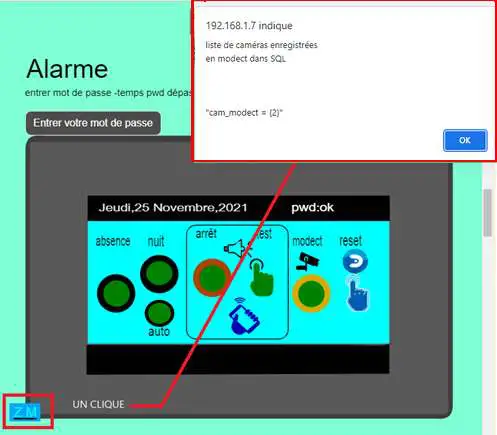 192.168.1.7 indique
liste de caméras enregistrées
en modect dans SQL
"cam_modect = {2}"
OK
Alarme
entrer mot de passe -temps pwd dépas
Entrer votre mot de passe
Jeudi,25 Novembre,2021 pwd:ok
absence nuit arrêt test modect reset
auto
ZM UN CLIQUE